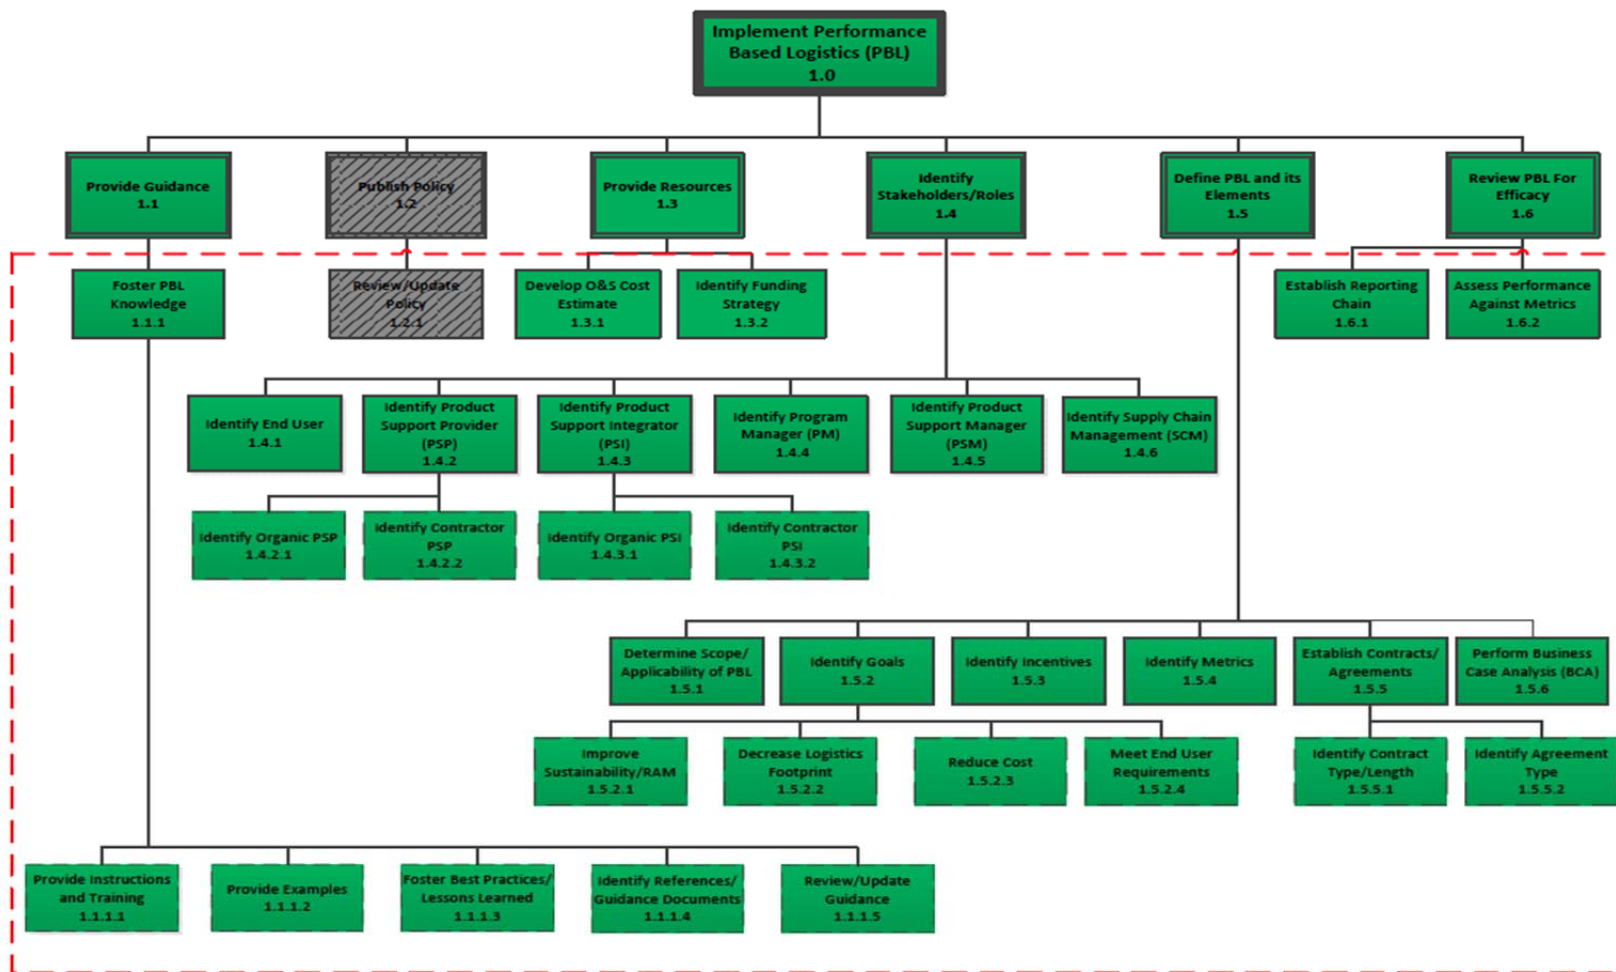 Implement Performance
Based Logistics (PBL)
1.0
Provide Guidance
1.1
Publish Policy
1.2
Provide Resources
1.3
Identify
Stakeholders/Roles
1.4
Define PBL and its
Elements
1.5
Review PBL For
Efficacy
1.6
Foster PBL
Knowledge
1.1.1
Review/Update
Policy
1.2.1
Develop O&S Cost
Estimate
1.3.1
Identify Funding
Strategy
1.3.2
Establish Reporting
Chain
1.6.1
Assess Performance
Against Metrics
1.6.2
Identify End User
1.4.1
Identify Product
Support Provider
(PSP)
1.4.2
Identify Product
Support Integrator
(PSI)
1.4.3
Identify Program
Manager (PM)
1.4.4
Identify Product
Support Manager
(PSM)
1.4.5
Identify Supply Chain
Management (SCM)
1.4.6
Identify Organic PSP
1.4.2.1
Identify Contractor
PSP
1.4.2.2
Identify Organic PSI
1.4.3.1
Identify Contractor
PSI
1.4.3.2
Determine Scope/
Applicability of PBL
1.5.1
Identify Goals
1.5.2
Identify Incentives
1.5.3
Identify Metrics
1.5.4
Establish Contracts/
Agreements
1.5.5
Perform Business
Case Analysis (BCA)
1.5.6
Improve
Sustainability/RAM
1.5.2.1
Decrease Logistics
Footprint
1.5.2.2
Reduce Cost
1.5.2.3
Meet End User
Requirements
1.5.2.4
Identify Contract
Type/Length
1.5.5.1
Identify Agreement
Type
1.5.5.2
Provide Instructions
and Training
1.1.1.1
Provide Examples
1.1.1.2
Foster Best Practices/
Lessons Learned
1.1.1.3
Identify References/
Guidance Documents
1.1.1.4
Review/Update
Guidance
1.1.1.5